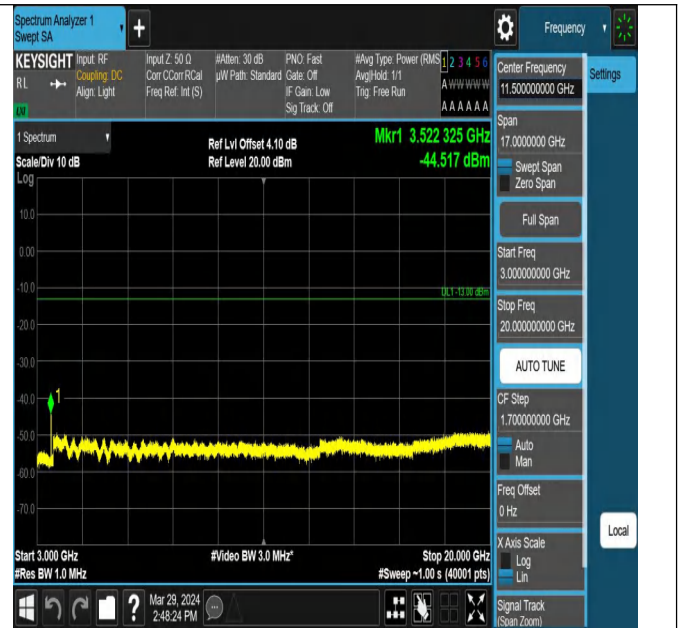 Spectrum Analyzer 1
Swept SA
Frequency
KEYSIGHT
RL
Input: RF
Coupling: DC
Align: Light
Input Z: 50 Ω
Corr CCorr RCal
Freq Ref: Int (S)
#Atten: 30 dB
µW Path: Standard
PNO: Fast
Gate: Off
IF Gain: Low
Sig Track: Off
#Avg Type: Power (RMS
Avg|Hold: 1/1
Trig: Free Run
1 2 3 4 5 6
A W W W W W
A A A A A A
1 Spectrum
Scale/Div 10 dB
Log
Ref Lvl Offset 4.10 dB
Ref Level 20.00 dBm
Mkr1 3.522 325 GHz
-44.517 dBm
10.0
0.00
-10.0
-20.0
-30.0
-40.0
-50.0
-60.0
-70.0
DL1 -13.00 dBm
1
Start 3.000 GHz
#Res BW 1.0 MHz
#Video BW 3.0 MHz*
Stop 20.000 GHz
#Sweep ~1.00 s (40001 pts)
Mar 29, 2024
2:48:24 PM
Center Frequency
11.500000000 GHz
Settings
Span
17.0000000 GHz
Swept Span
Zero Span
Full Span
Start Freq
3.000000000 GHz
Stop Freq
20.000000000 GHz
AUTO TUNE
CF Step
1.700000000 GHz
Auto
Man
Freq Offset
0 Hz
X Axis Scale
Log
Lin
Local
Signal Track
(Span Zoom)